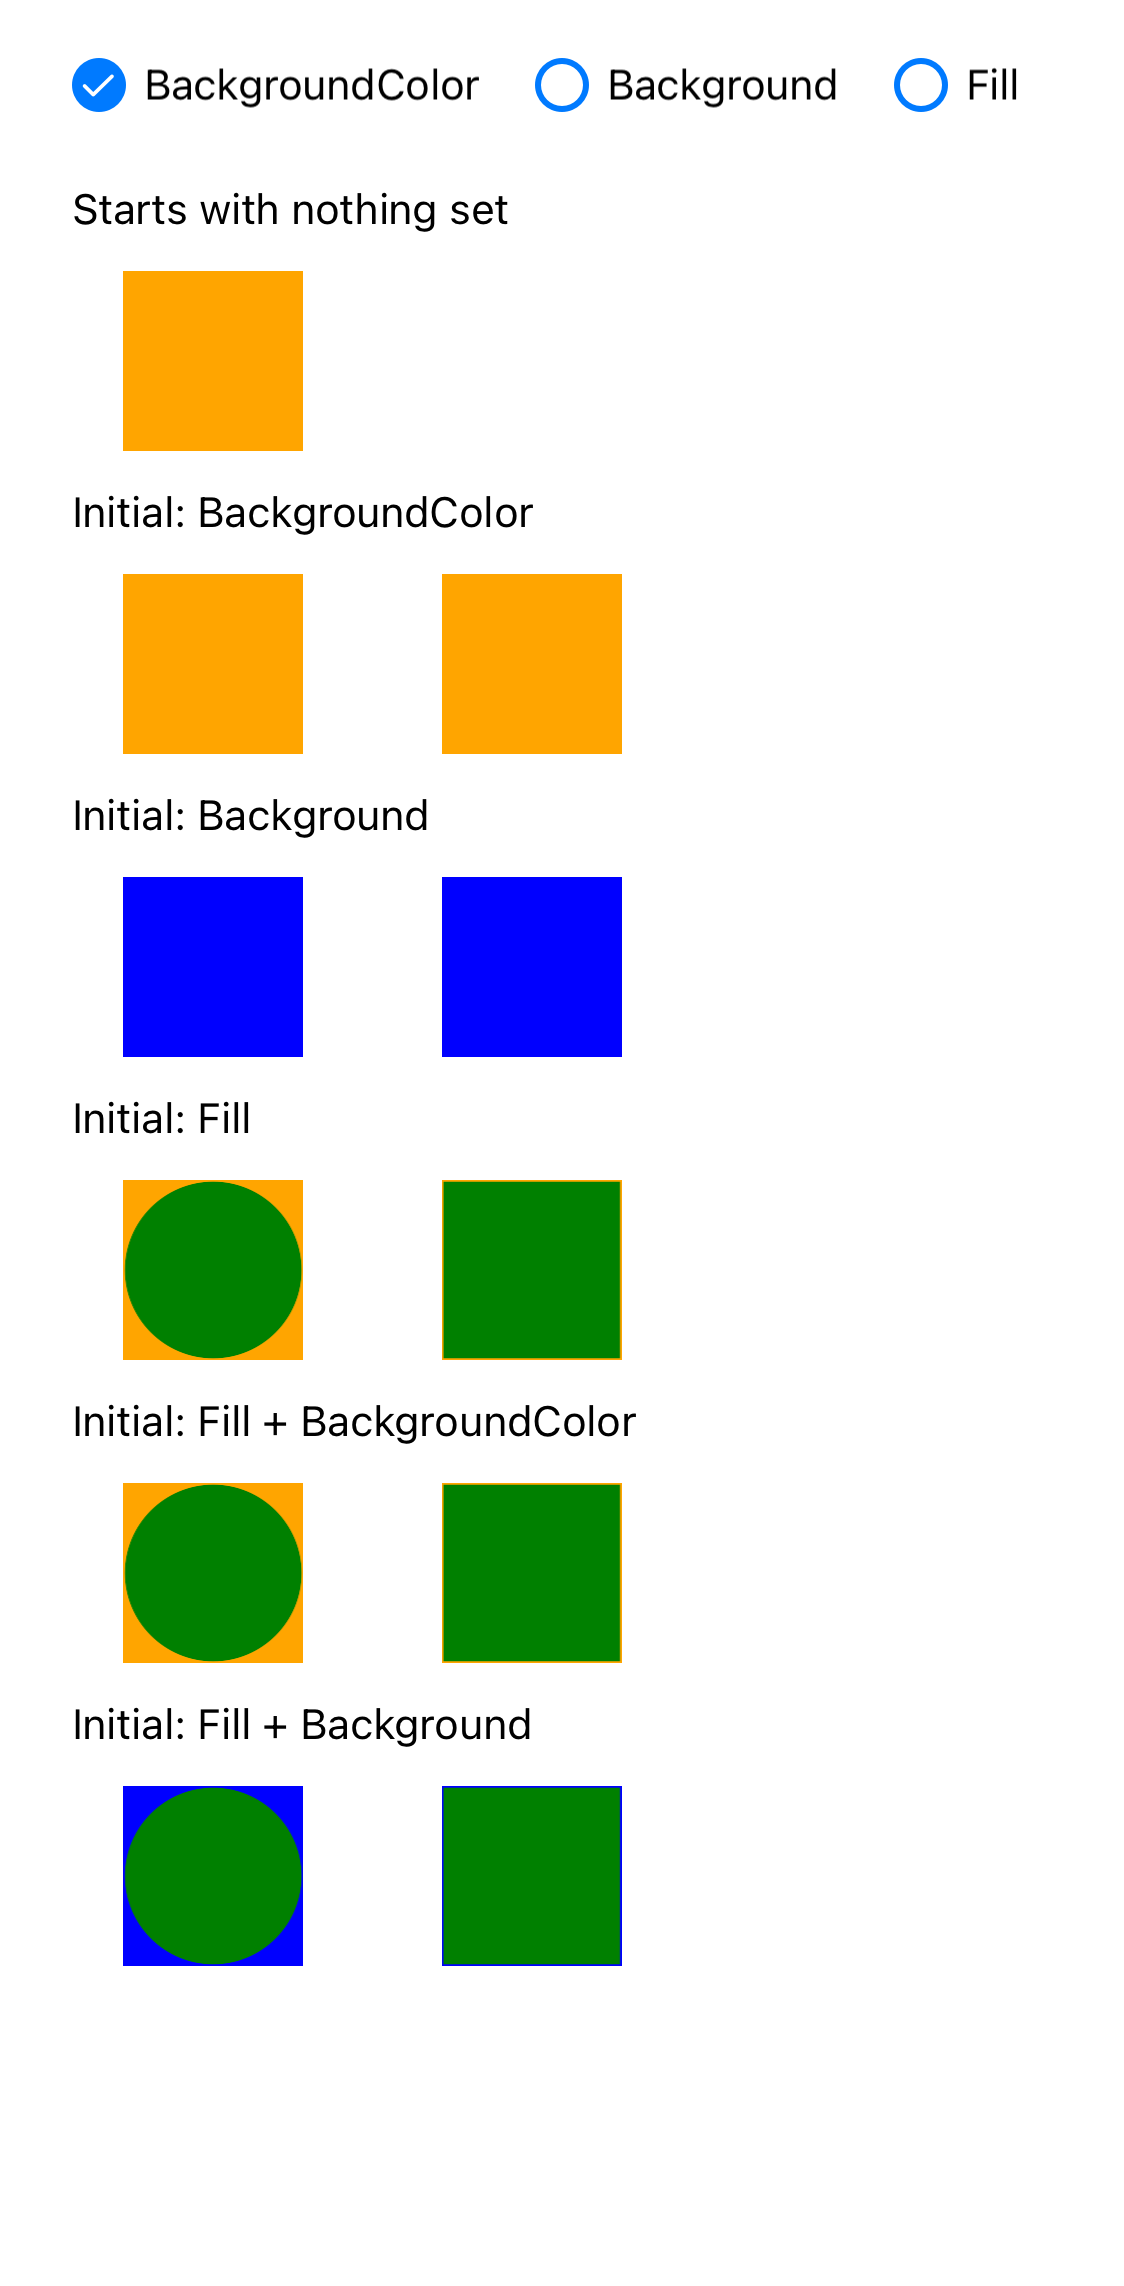 BackgroundColor Background Fill
Starts with nothing set
Initial: BackgroundColor
Initial: Background
Initial: Fill
Initial: Fill + BackgroundColor
Initial: Fill + Background